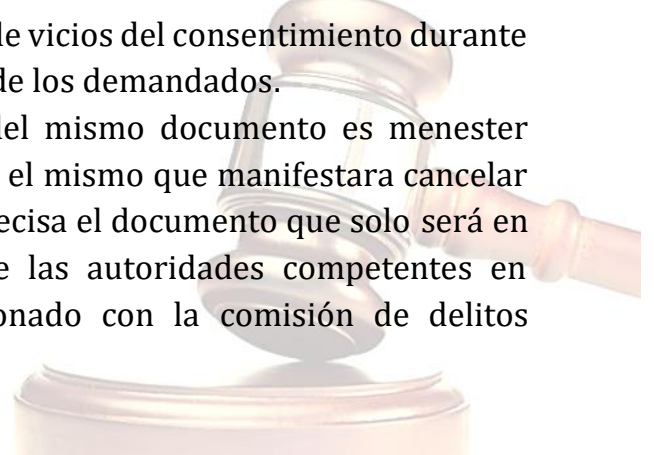 le vicios del consentimiento durante
de los demandados.
del mismo documento es menester
el mismo que manifestara cancelar
ecisa el documento que solo será en
e las autoridades competentes en
onado con la comisión de delitos